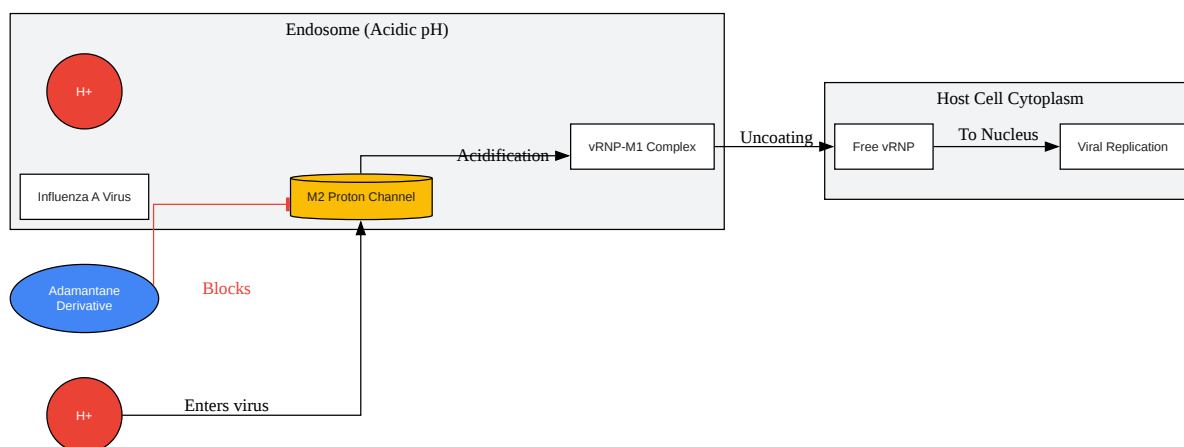 Endosome (Acidic pH)
H+
Host Cell Cytoplasm
Acidification
vRNP-M1 Complex
Uncoating
Free vRNP
To Nucleus
Viral Replication
Influenza A Virus
M2 Proton Channel
Adamantane
Derivative
Blocks
H+
Enters virus